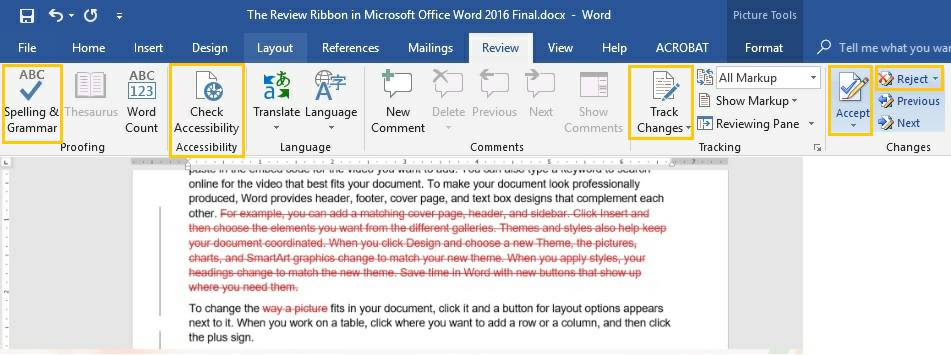 The Review Ribbon in Microsoft Office Word 2016 Final.docx - Word
Picture Tools
File Home Insert Design Layout References Mailings Review View Help ACROBAT Format Tell me what you wan
ABC
Spelling & Grammar
Thesaurus
ABC
123
Word Count
Proofing
Check Accessibility
Accessibility
Translate
Language
Language
New Comment
Delete
Previous
Next
Show Comments
Comments
Track Changes
All Markup
Show Markup
Reviewing Pane
Tracking
Accept
Reject
Previous
Next
Changes
L
1 2 3 4 5 6 7
1
2
paste in the embed code for the video you want to add. You can also type a keyword to search
online for the video that best fits your document. To make your document look professionally
produced, Word provides header, footer, cover page, and text box designs that complement each
other. For example, you can add a matching cover page, header, and sidebar. Click Insert and
then choose the elements you want from the different galleries. Themes and styles also help keep
your document coordinated. When you click Design and choose a new Theme, the pictures,
charts, and SmartArt graphics change to match your new theme. When you apply styles, your
headings change to match the new theme. Save time in Word with new buttons that show up
where you need them.
To change the way a picture fits in your document, click it and a button for layout options appears
next to it. When you work on a table, click where you want to add a row or a column, and then click
the plus sign.